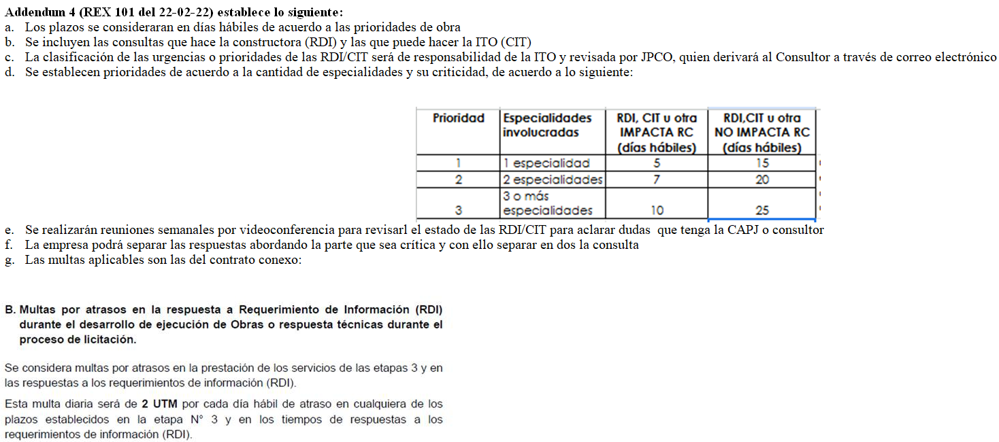 Addendum 4 (REX 101 del 22-02-22) establece lo siguiente:
a. Los plazos se consideraran en días hábiles de acuerdo a las prioridades de obra
b. Se incluyen las consultas que hace la constructora (RDI) y las que puede hacer la ITO (CIT)
c. La clasificación de las urgencias o prioridades de las RDI/CIT será de responsabilidad de la ITO y revisada por JPCO, quien derivará al Consultor a través de correo electrónico
d. Se establecen prioridades de acuerdo a la cantidad de especialidades y su criticidad, de acuerdo a lo siguiente:
Prioridad Especialidades RDI, CIT u otra RDI,CIT u otra
involucradas IMPACTA RC NO IMPACTA RC
(días hábiles) (días hábiles)
1 1 especialidad 5 15
2 2 especialidades 7 20
3 o más
3 especialidades 10 25
e. Se realizarán reuniones semanales por videoconferencia para revisarl el estado de las RDI/CIT para aclarar dudas que tenga la CAPJ o consultor
f. La empresa podrá separar las respuestas abordando la parte que sea crítica y con ello separar en dos la consulta
g. Las multas aplicables son las del contrato conexo:
B. Multas por atrasos en la respuesta a Requerimiento de Información (RDI)
durante el desarrollo de ejecución de Obras o respuesta técnicas durante el
proceso de licitación.
Se considera multas por atrasos en la prestación de los servicios de las etapas 3 y en
las respuestas a los requerimientos de información (RDI).
Esta multa diaria será de 2 UTM por cada día hábil de atraso en cualquiera de los
plazos establecidos en la etapa N° 3 y en los tiempos de respuestas a los
requerimientos de información (RDI).